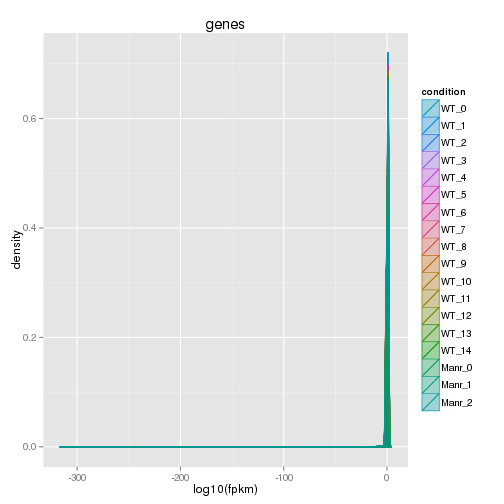 genes
condition
WT_0
WT_1
WT_2
WT_3
WT_4
WT_5
WT_6
WT_7
WT_8
WT_9
WT_10
WT_11
WT_12
WT_13
WT_14
Manr_0
Manr_1
Manr_2
density
0.6
0.4
0.2
0.0
-300
-200
-100
0
log10(fpkm)